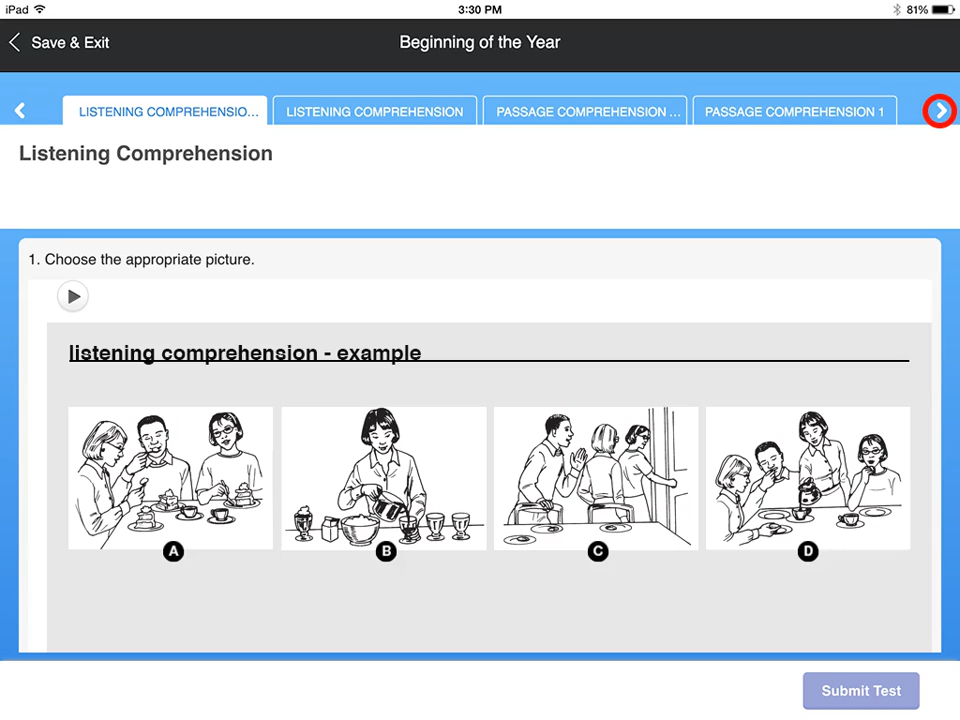 iPad 3:30 PM 81%
Save & Exit Beginning of the Year
LISTENING COMPREHENSIO... LISTENING COMPREHENSION PASSAGE COMPREHENSION ... PASSAGE COMPREHENSION 1
Listening Comprehension
1. Choose the appropriate picture.
listening comprehension - example
A B C D
Submit Test